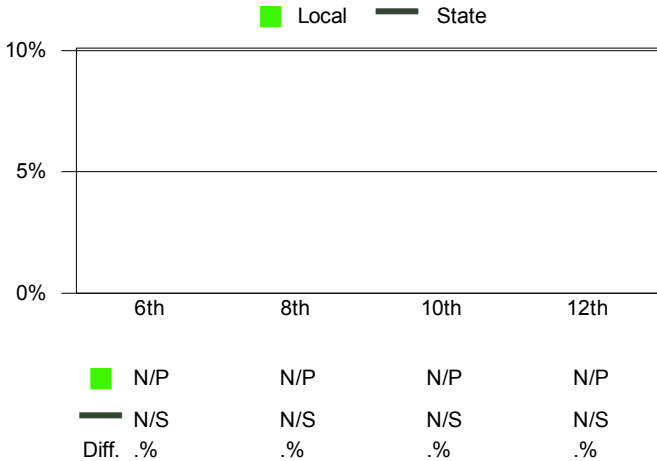 Local State
10%
5%
0%
6th 8th 10th 12th
N/P N/P N/P N/P
N/S N/S N/S N/S
Diff. .% .% .% .%